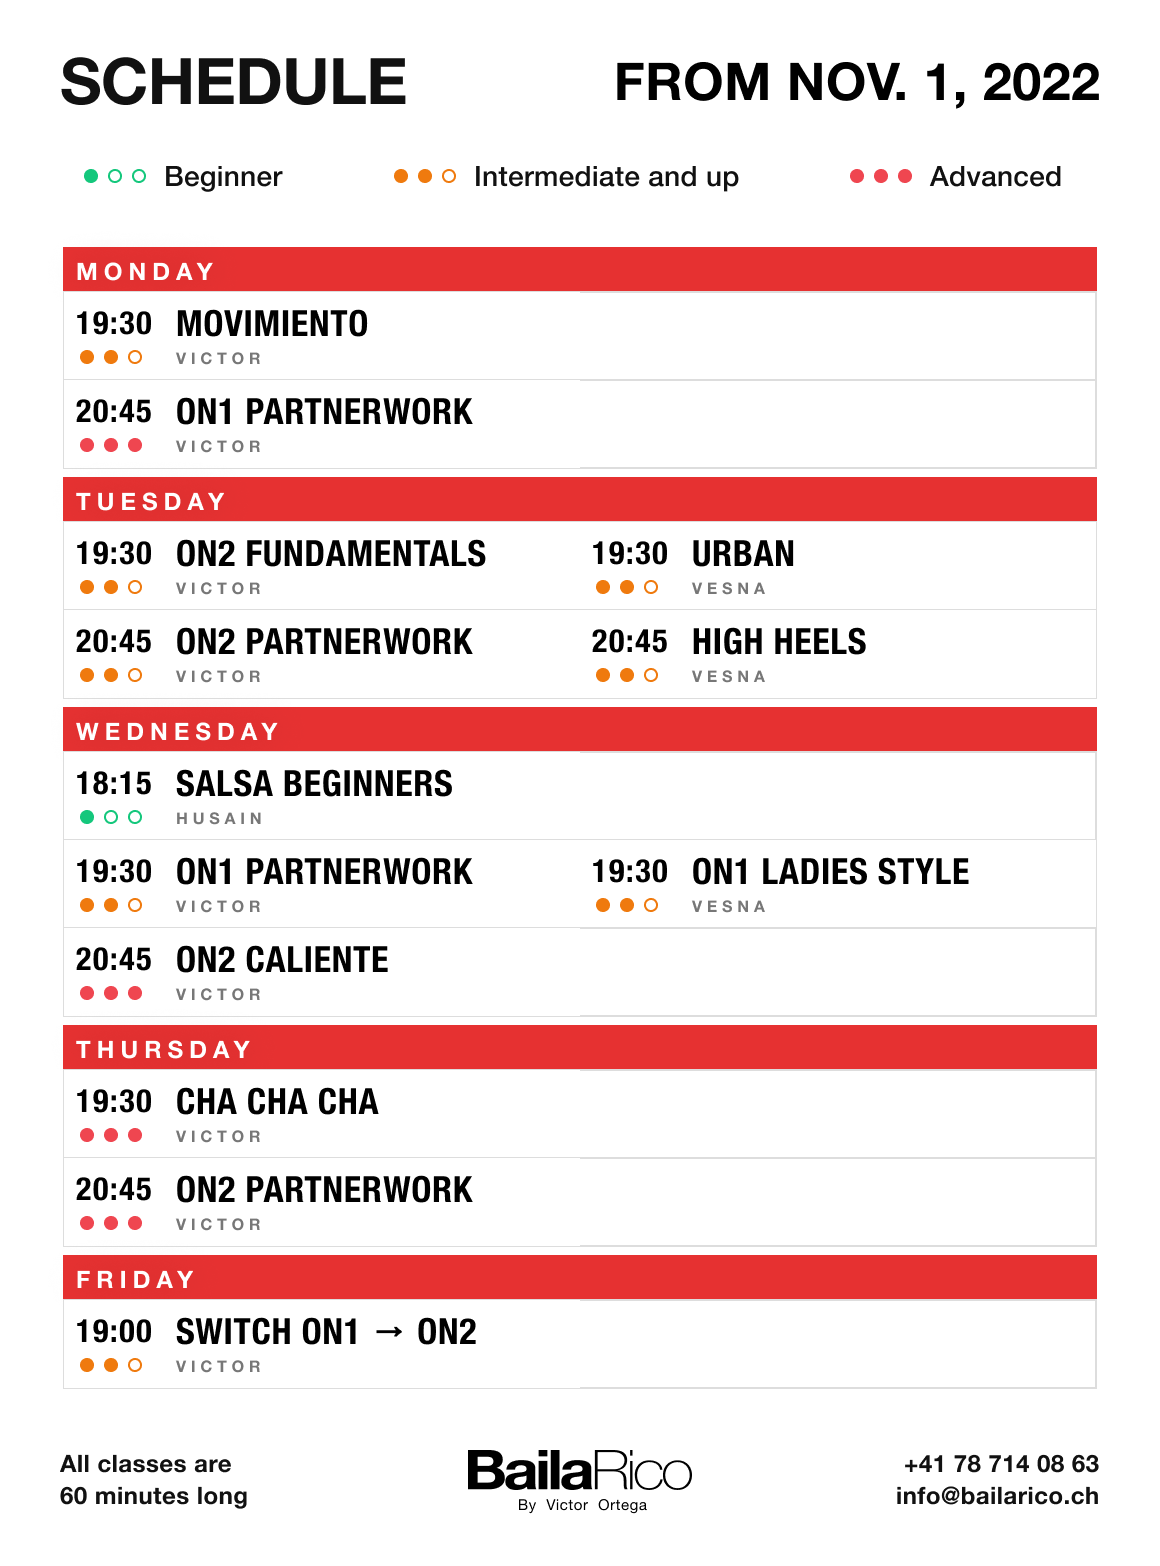 SCHEDULE
FROM NOV. 1, 2022
Beginner
Intermediate and up
Advanced
MONDAY
19:30 MOVIMIENTO
VICTOR
20:45 ON1 PARTNERWORK
VICTOR
TUESDAY
19:30 ON2 FUNDAMENTALS
VICTOR
19:30 URBAN
VESNA
20:45 ON2 PARTNERWORK
VICTOR
20:45 HIGH HEELS
VESNA
WEDNESDAY
18:15 SALSA BEGINNERS
HUSAIN
19:30 ON1 PARTNERWORK
VICTOR
19:30 ON1 LADIES STYLE
VESNA
20:45 ON2 CALIENTE
VICTOR
THURSDAY
19:30 CHA CHA CHA
VICTOR
20:45 ON2 PARTNERWORK
VICTOR
FRIDAY
19:00 SWITCH ON1 → ON2
VICTOR
All classes are
60 minutes long
BailaRico
By Victor Ortega
+41 78 714 08 63
info@bailarico.ch